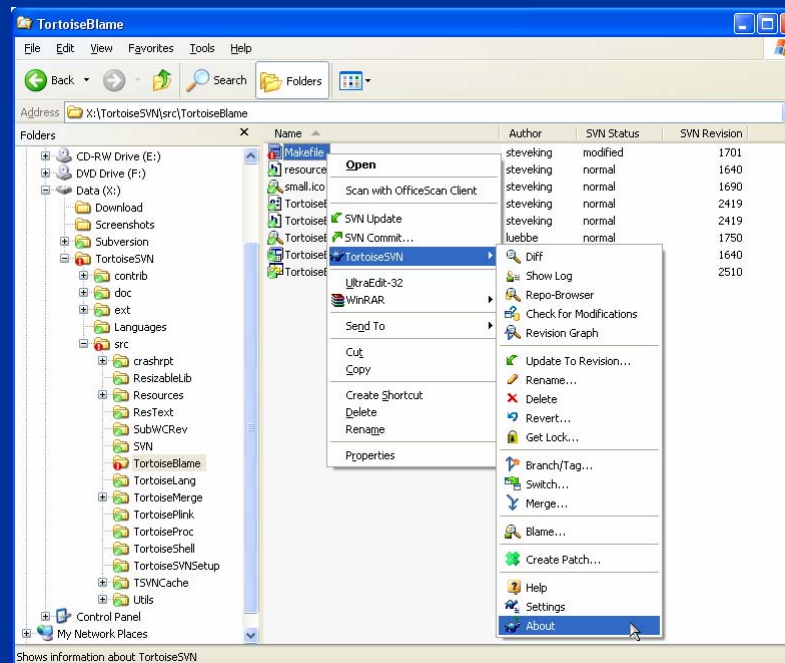 TortoiseBlame
File Edit View Favorites Tools Help
Back Search Folders
Address X:\TortoiseSVN\src\TortoiseBlame
Folders
CD-RW Drive (E:)
DVD Drive (F:)
Data (X:)
Download
Screenshots
Subversion
TortoiseSVN
contrib
doc
ext
Languages
src
crashrpt
ResizableLib
Resources
ResText
SubWCRev
SVN
TortoiseBlame
TortoiseLang
TortoiseMerge
TortoisePlink
TortoiseProc
TortoiseShell
TortoiseSVNSetup
TSVNCache
Utils
Control Panel
My Network Places
Name Author SVN Status SVN Revision
Makefile steveking modified 1701
resource steveking normal 1640
small.ico steveking normal 1690
TortoiseB steveking normal 2419
TortoiseB steveking normal 2419
TortoiseB luebbe normal 1750
TortoiseB 1640
TortoiseB 2510
Open
Scan with OfficeScan Client
SVN Update
SVN Commit...
TortoiseSVN
UltraEdit-32
WinRAR
Send To
Cut
Copy
Create Shortcut
Delete
Rename
Properties
Diff
Show Log
Repo-Browser
Check for Modifications
Revision Graph
Update To Revision...
Rename...
Delete
Revert...
Get Lock...
Branch/Tag...
Switch...
Merge...
Blame...
Create Patch...
Help
Settings
About
Shows information about TortoiseSVN